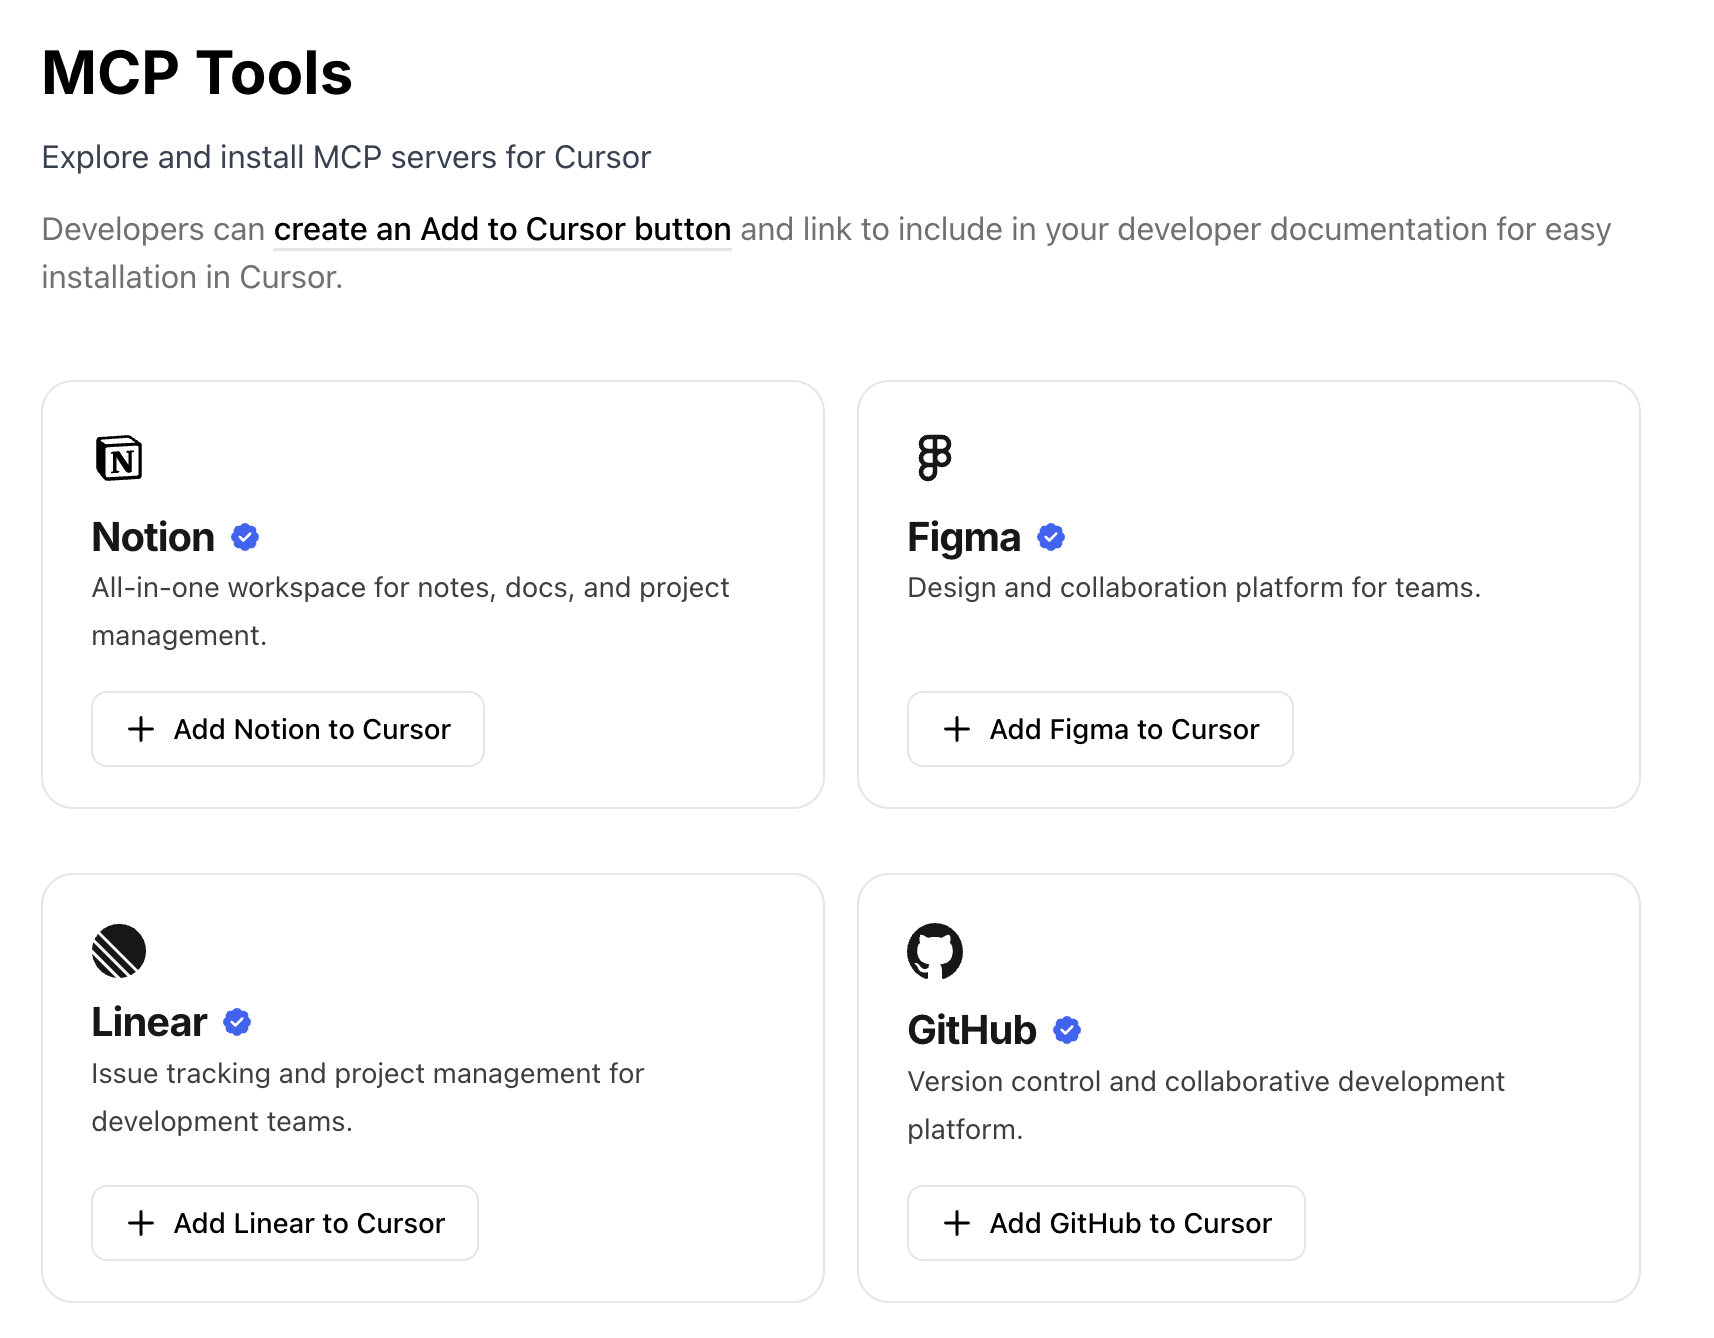 MCP Tools
Explore and install MCP servers for Cursor
Developers can create an Add to Cursor button and link to include in your developer documentation for easy
installation in Cursor.
N
Notion
All-in-one workspace for notes, docs, and project
management.
+ Add Notion to Cursor
Figma
Design and collaboration platform for teams.
+ Add Figma to Cursor
Linear
Issue tracking and project management for
development teams.
+ Add Linear to Cursor
GitHub
Version control and collaborative development
platform.
+ Add GitHub to Cursor